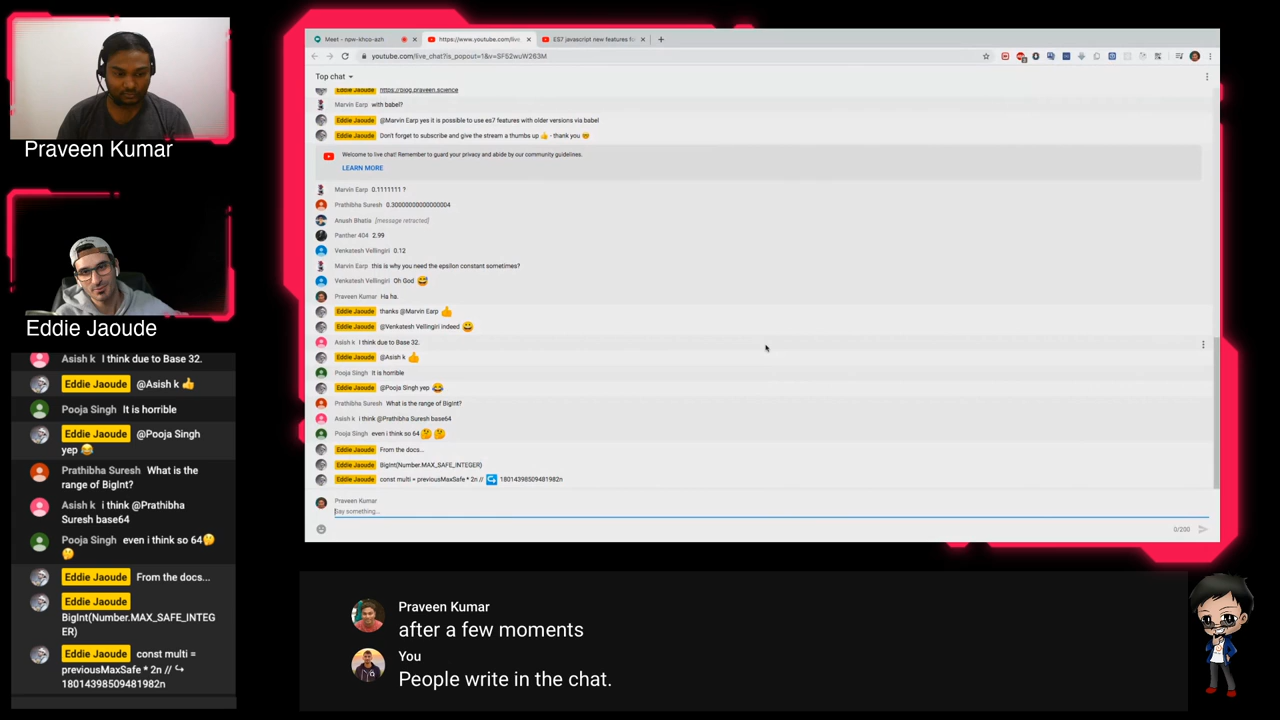 Praveen Kumar
Eddie Jaoude
Asish k I think due to Base 32.
Eddie Jaoude @Asish k 👍
Pooja Singh It is horrible
Eddie Jaoude @Pooja Singh
yep 😂
Prathibha Suresh What is the
range of BigInt?
Asish k i think @Prathibha
Suresh base64
Pooja Singh even i think so 64🤔
🤔
Eddie Jaoude From the docs...
Eddie Jaoude
BigInt(Number.MAX_SAFE_INTEG
ER)
Eddie Jaoude const multi =
previousMaxSafe * 2n // ↪
18014398509481982n
Meet - npw-khco-azh
https://www.youtube.com/live_
ES7 javascript new features fo
youtube.com/live_chat?is_popout=1&v=SF52wuW263M
Top chat
Eddie Jaoude https://blog.praveen.science
Marvin Earp with babel?
Eddie Jaoude @Marvin Earp yes it is possible to use es7 features with older versions via babel
Eddie Jaoude Don't forget to subscribe and give the stream a thumbs up 👍 - thank you 🤓
Welcome to live chat! Remember to guard your privacy and abide by our community guidelines.
LEARN MORE
Marvin Earp 0.1111111 ?
Prathibha Suresh 0.30000000000000004
Anush Bhatia [message retracted]
Panther 404 2.99
Venkatesh Vellingiri 0.12
Marvin Earp this is why you need the epsilon constant sometimes?
Venkatesh Vellingiri Oh God 😅
Praveen Kumar Ha ha.
Eddie Jaoude thanks @Marvin Earp 👍
Eddie Jaoude @Venkatesh Vellingiri indeed 😀
Asish k I think due to Base 32.
Eddie Jaoude @Asish k 👍
Pooja Singh It is horrible
Eddie Jaoude @Pooja Singh yep 😂
Prathibha Suresh What is the range of BigInt?
Asish k i think @Prathibha Suresh base64
Pooja Singh even i think so 64🤔🤔
Eddie Jaoude From the docs...
Eddie Jaoude BigInt(Number.MAX_SAFE_INTEGER)
Eddie Jaoude const multi = previousMaxSafe * 2n // ↪ 18014398509481982n
Praveen Kumar
Say something...
0/200
Praveen Kumar
after a few moments
You
People write in the chat.